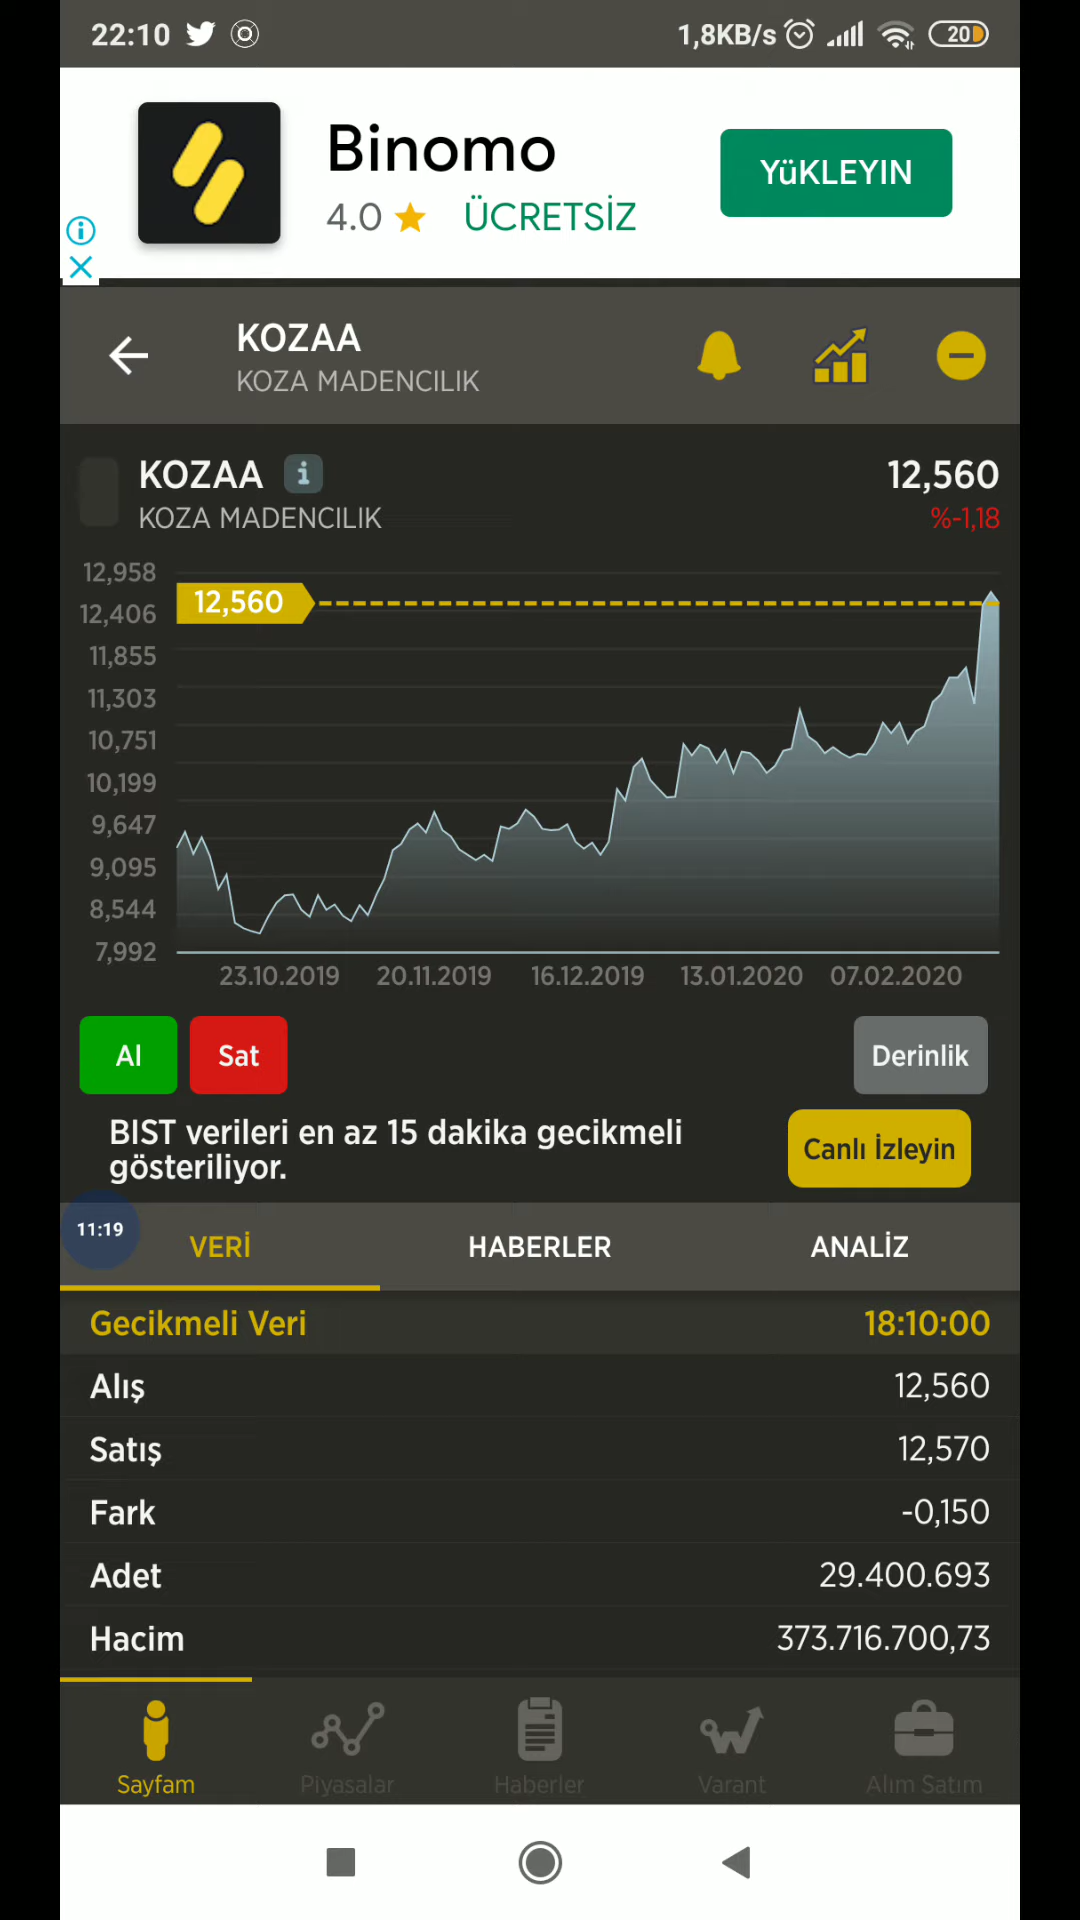 22:10
1,8KB/s
20
Binomo
4.0
ÜCRETSİZ
YüKLEYIN
KOZAA
KOZA MADENCILIK
KOZAA
12,560
KOZA MADENCILIK
%-1,18
12,958
12,560
12,406
11,855
11,303
10,751
10,199
9,647
9,095
8,544
7,992
23.10.2019 20.11.2019 16.12.2019 13.01.2020 07.02.2020
Al Sat Derinlik
BIST verileri en az 15 dakika gecikmeli
gösteriliyor.
Canlı İzleyin
11:19
VERİ HABERLER ANALİZ
Gecikmeli Veri 18:10:00
Alış 12,560
Satış 12,570
Fark -0,150
Adet 29.400.693
Hacim 373.716.700,73
Sayfam Piyasalar Haberler Varant Alım Satım